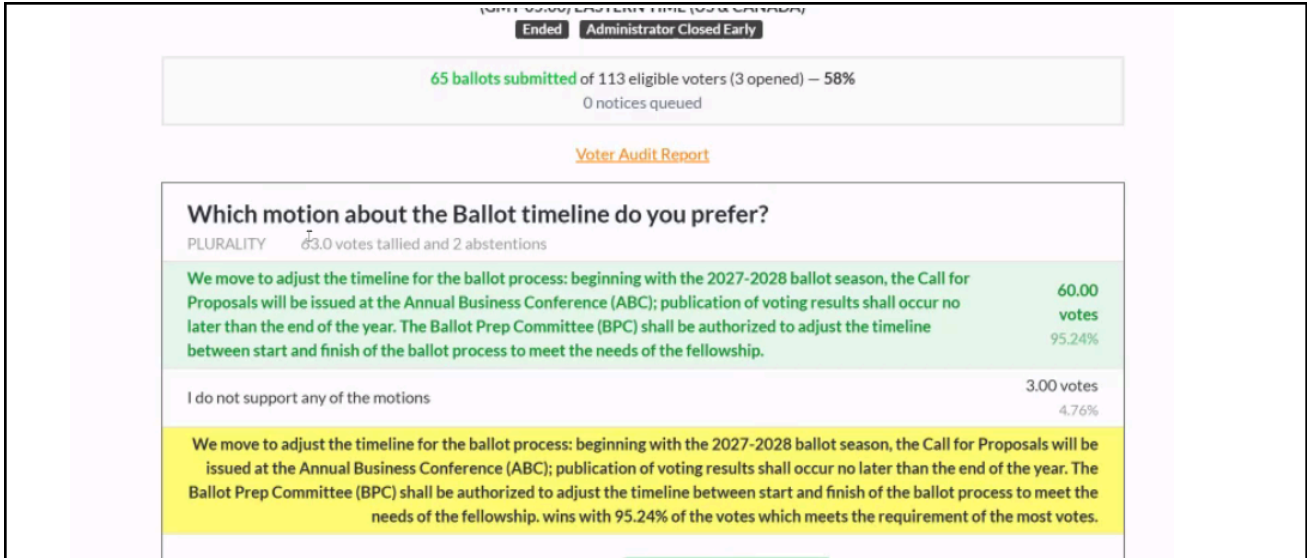 (GMT-05:00) EASTERN TIME (US & CANADA)
Ended Administrator Closed Early
65 ballots submitted of 113 eligible voters (3 opened) — 58%
0 notices queued
Voter Audit Report
Which motion about the Ballot timeline do you prefer?
PLURALITY 63.0 votes tallied and 2 abstentions
We move to adjust the timeline for the ballot process: beginning with the 2027-2028 ballot season, the Call for
Proposals will be issued at the Annual Business Conference (ABC); publication of voting results shall occur no
later than the end of the year. The Ballot Prep Committee (BPC) shall be authorized to adjust the timeline
between start and finish of the ballot process to meet the needs of the fellowship.
60.00
votes
95.24%
I do not support any of the motions
3.00 votes
4.76%
We move to adjust the timeline for the ballot process: beginning with the 2027-2028 ballot season, the Call for Proposals will be
issued at the Annual Business Conference (ABC); publication of voting results shall occur no later than the end of the year. The
Ballot Prep Committee (BPC) shall be authorized to adjust the timeline between start and finish of the ballot process to meet the
needs of the fellowship. wins with 95.24% of the votes which meets the requirement of the most votes.